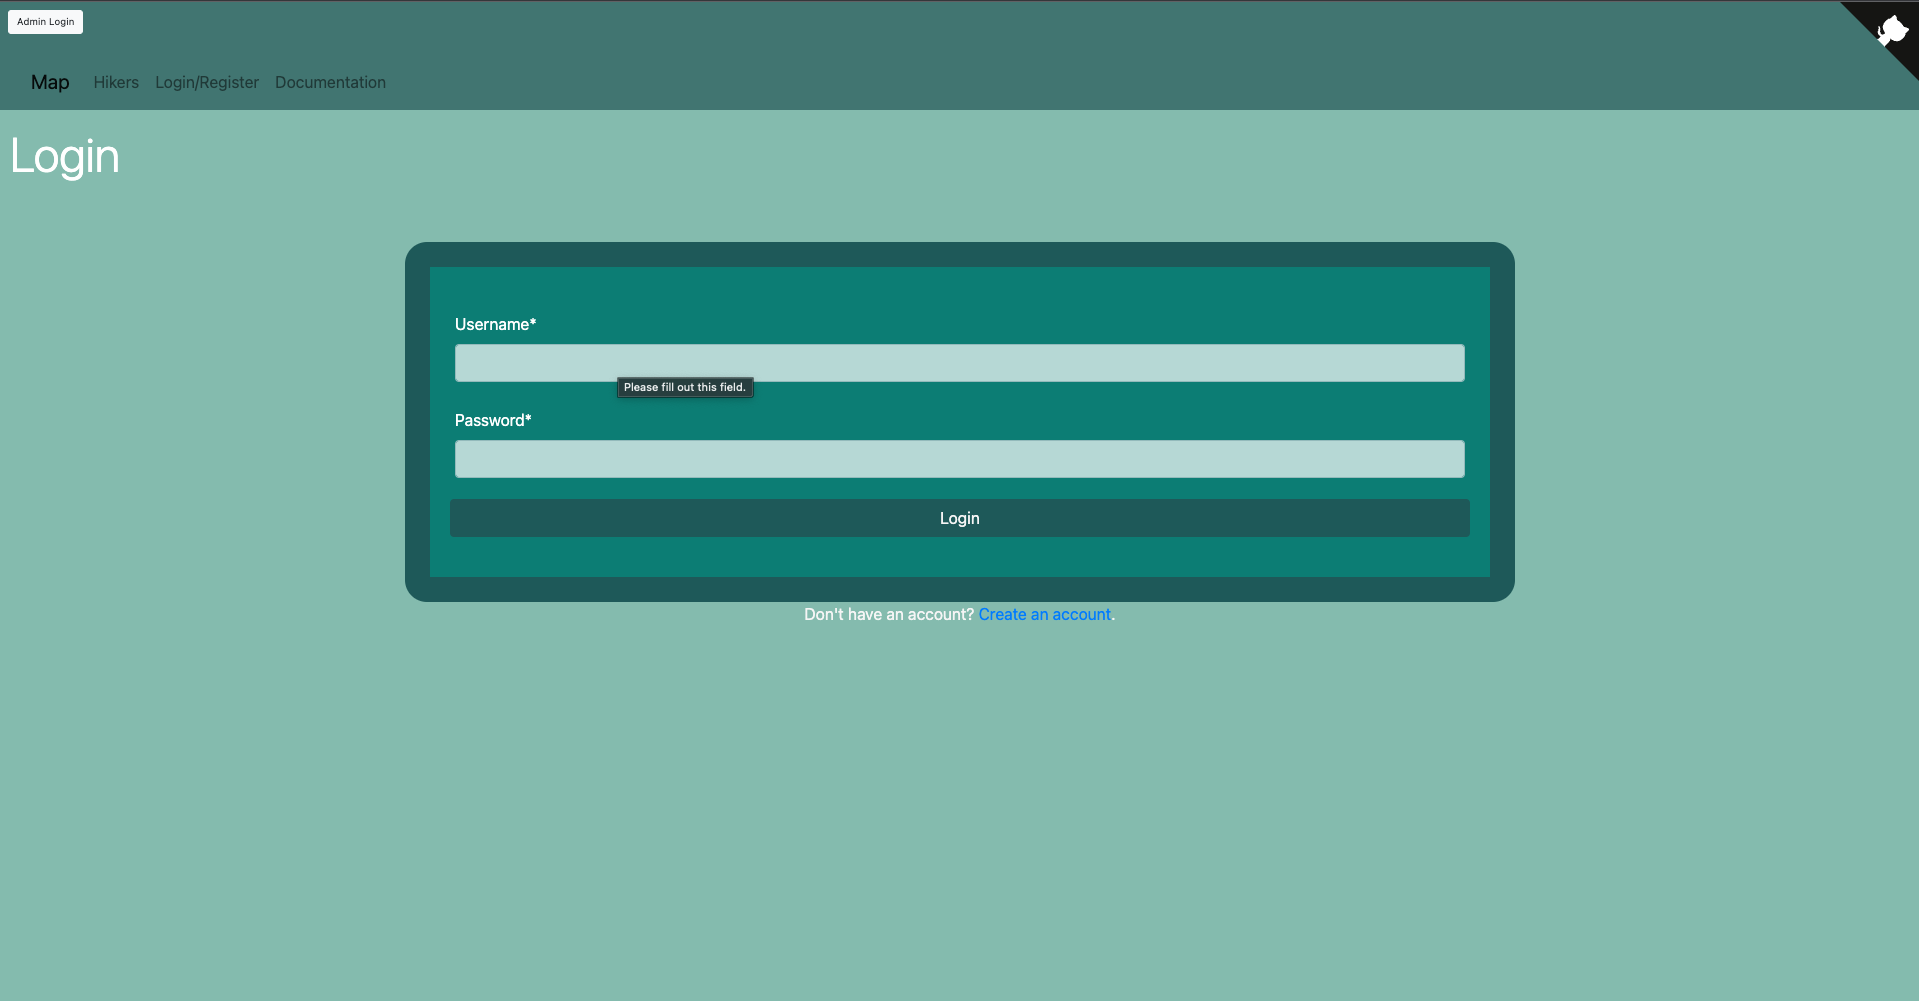 Admin Login
Map Hikers Login/Register Documentation
Login
Username*
Please fill out this field.
Password*
Login
Don't have an account? Create an account.